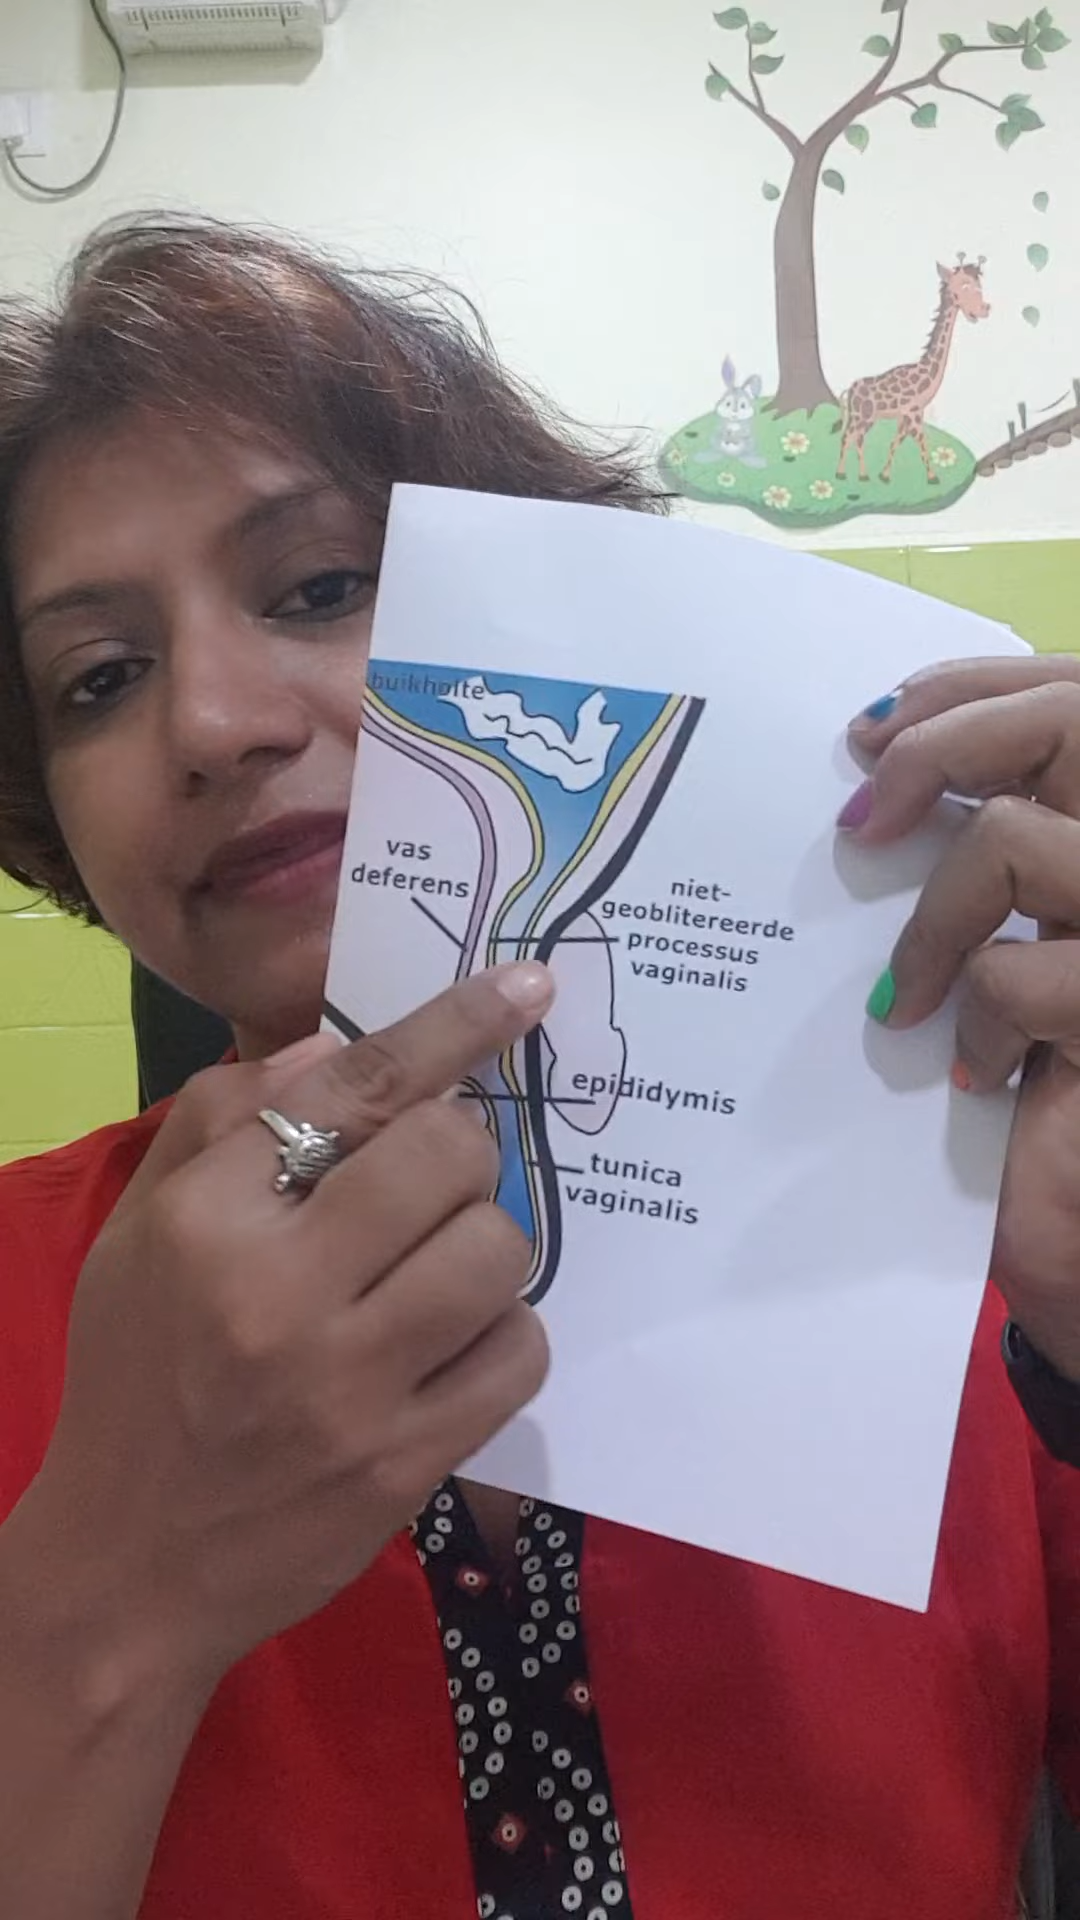 buikholte
vas
deferens
niet-
geoblitereerde
processus
vaginalis
epididymis
tunica
vaginalis